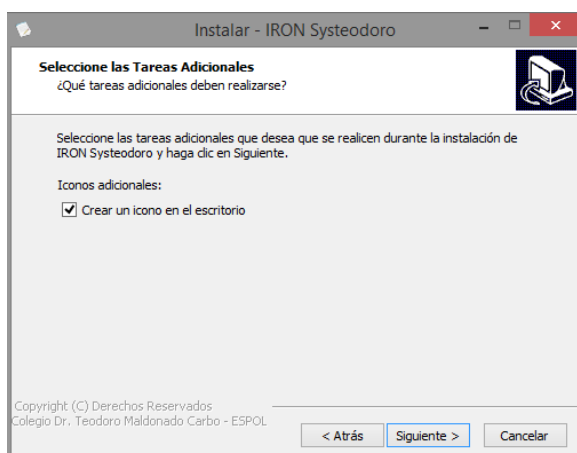 Instalar - IRON Systeodoro
Seleccione las Tareas Adicionales
¿Qué tareas adicionales deben realizarse?
Seleccione las tareas adicionales que desea que se realicen durante la instalación de
IRON Systeodoro y haga clic en Siguiente.
Iconos adicionales:
Crear un icono en el escritorio
Copyright (C) Derechos Reservados
Colegio Dr. Teodoro Maldonado Carbo - ESPOL
< Atrás
Siguiente >
Cancelar